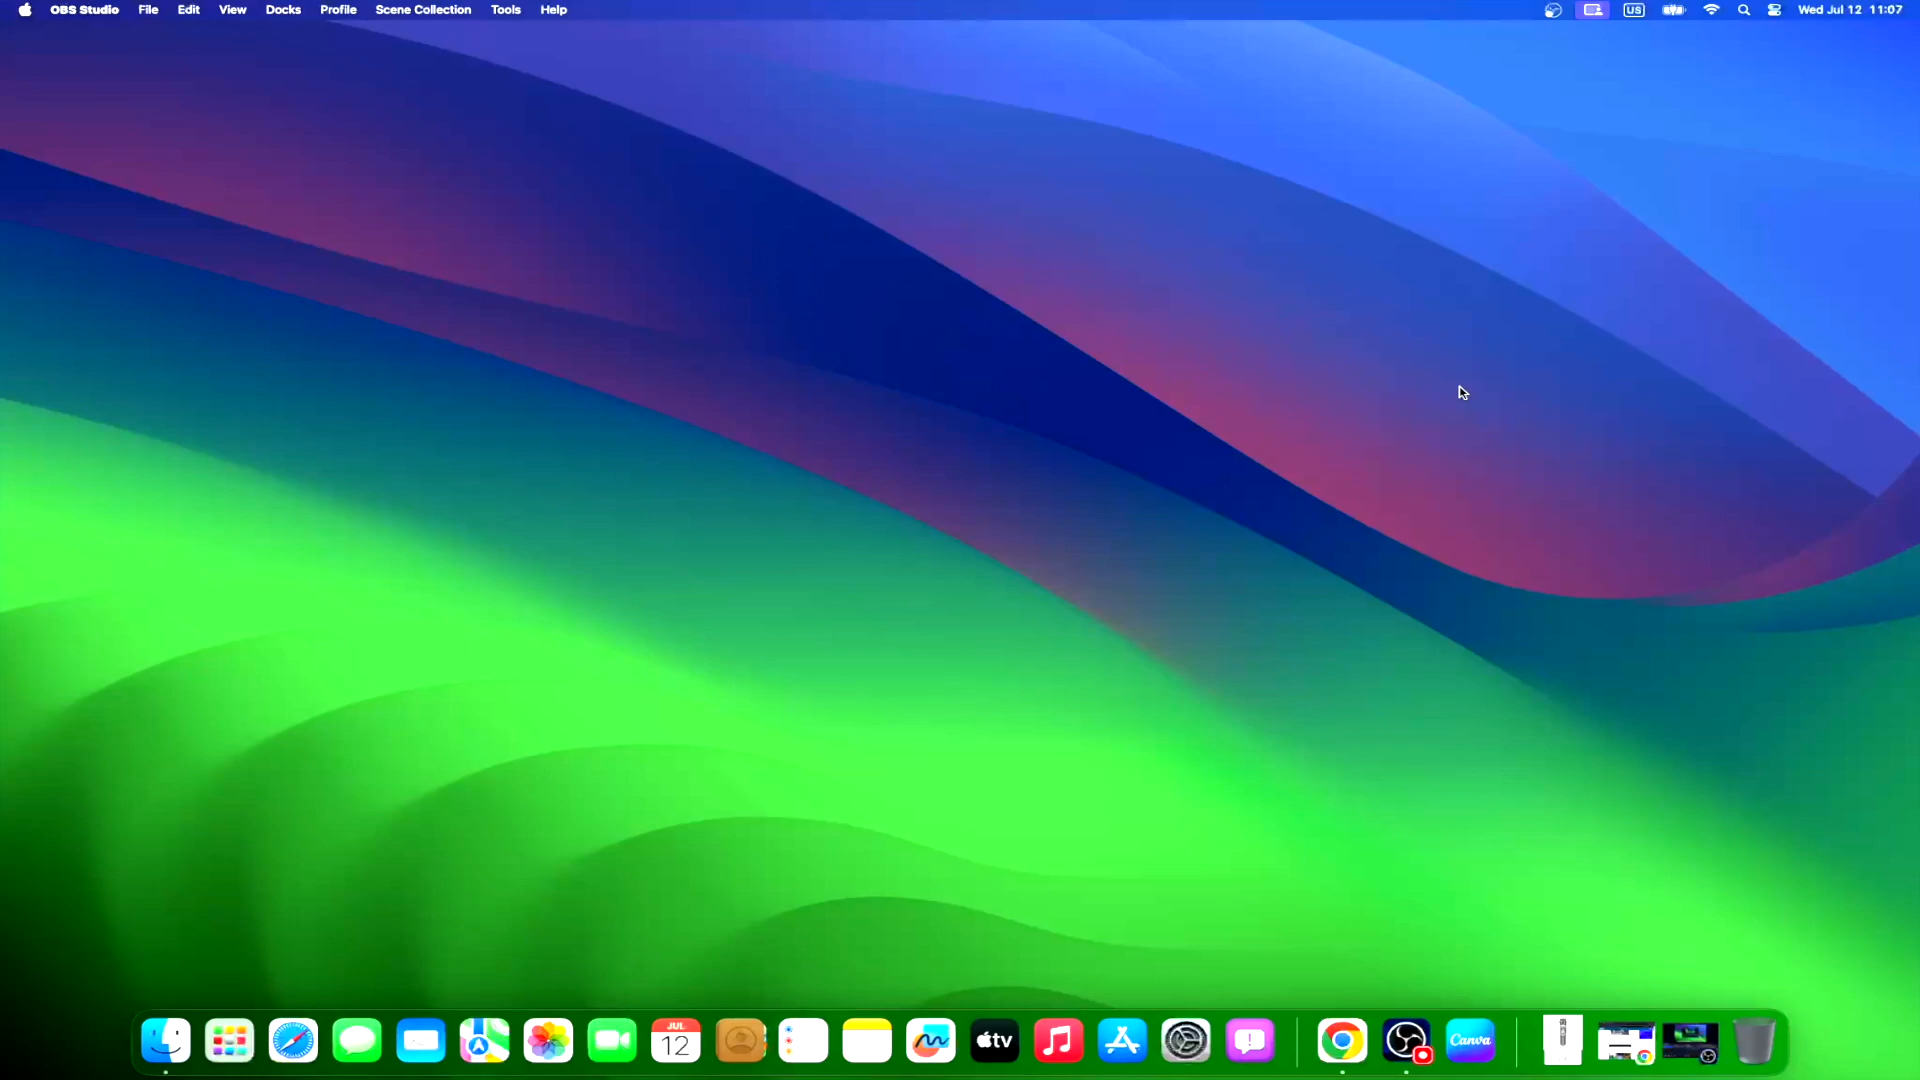 OBS Studio File Edit View Docks Profile Scene Collection Tools Help US Wed Jul 12 11:07
JUL
12
tv
Canva